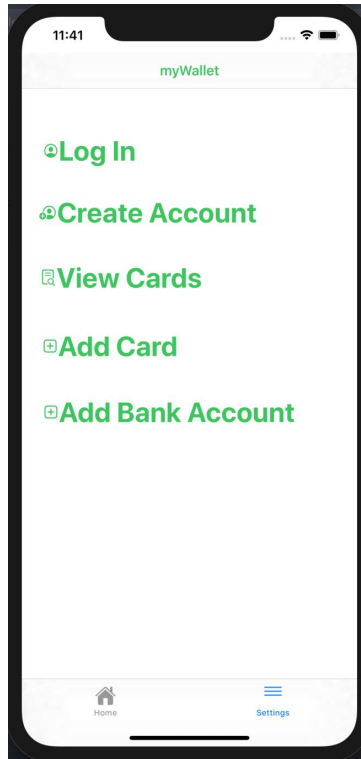 11:41
myWallet
Log In
Create Account
View Cards
Add Card
Add Bank Account
Home
Settings